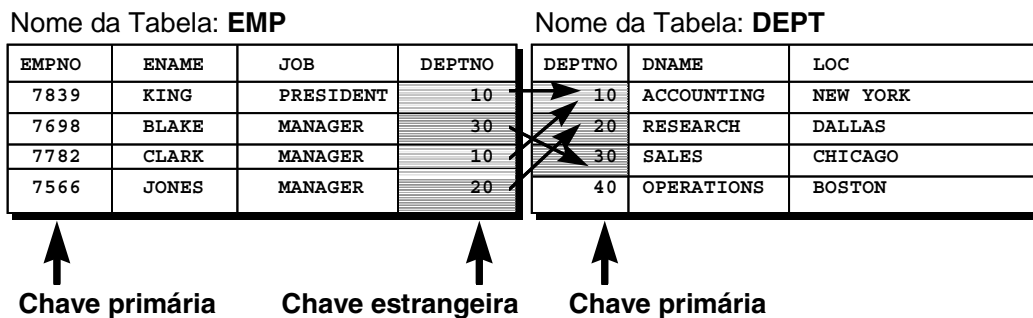 Nome da Tabela: EMP Nome da Tabela: DEPT
EMPNO ENAME JOB DEPTNO DEPTNO DNAME LOC
7839 KING PRESIDENT 10 10 ACCOUNTING NEW YORK
7698 BLAKE MANAGER 30 20 RESEARCH DALLAS
7782 CLARK MANAGER 10 30 SALES CHICAGO
7566 JONES MANAGER 20 40 OPERATIONS BOSTON
Chave primária Chave estrangeira Chave primária